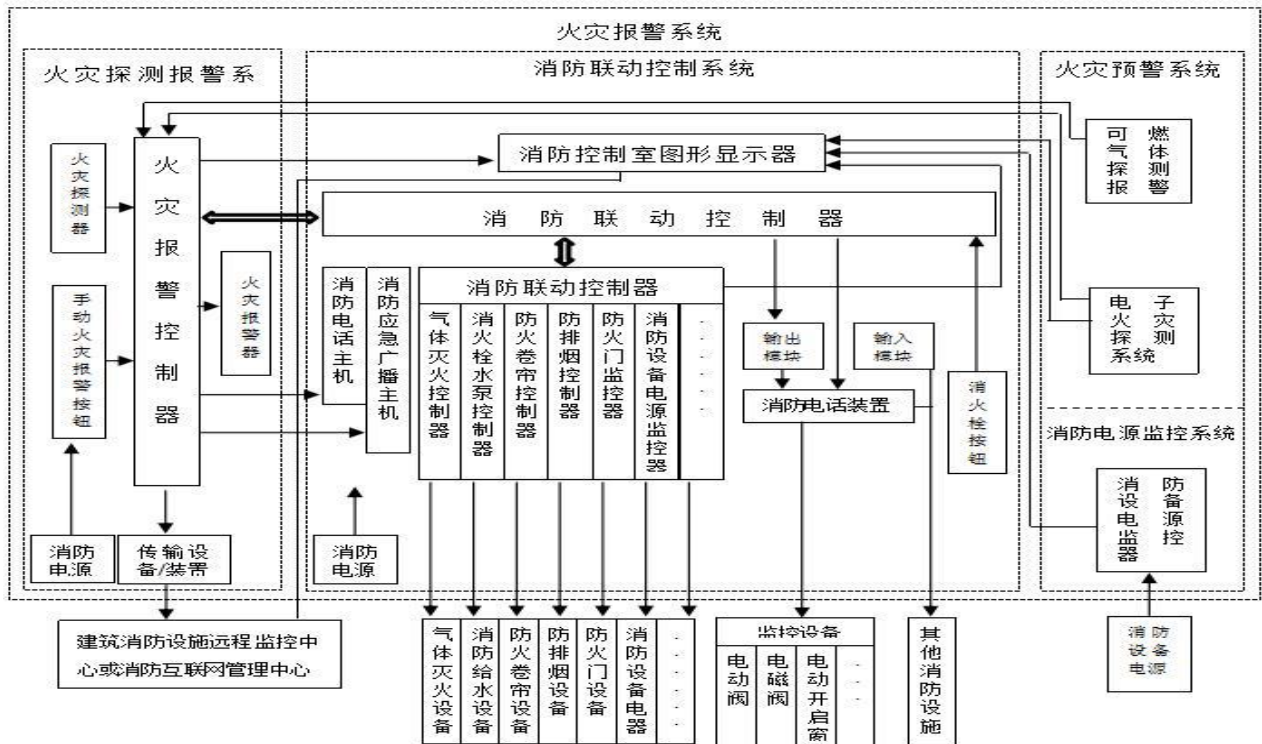 火灾报警系统
火灾探测报警系
消防联动控制系统
火灾预警系统
火灾探测器
手动火灾报警按钮
火灾报警控制器
火灾报警器
消防电源
传输设
备/装置
建筑消防设施远程监控中
心或消防互联网管理中心
消防控制室图形显示器
消防联动控制器
消防电话主机
消防应急广播主机
消防联动控制器
气体灭火控制器
消火栓水泵控制器
防火卷帘控制器
防排烟控制器
防火门监控器
消防设备电源监控器
······
输出
模块
输入
模块
消防电话装置
消火栓按钮
消防
电源
气体灭火设备
消防给水设备
防火卷帘设备
防排烟设备
防火门设备
消防设备电器
······
监控设备
电动阀
电磁阀
电动开启窗
···
其他消防设施
可燃
气体
探测
报警
电子
火灾
探测
系统
消防电源监控系统
消防
设备
电源
监控
器
消防
设备
电源